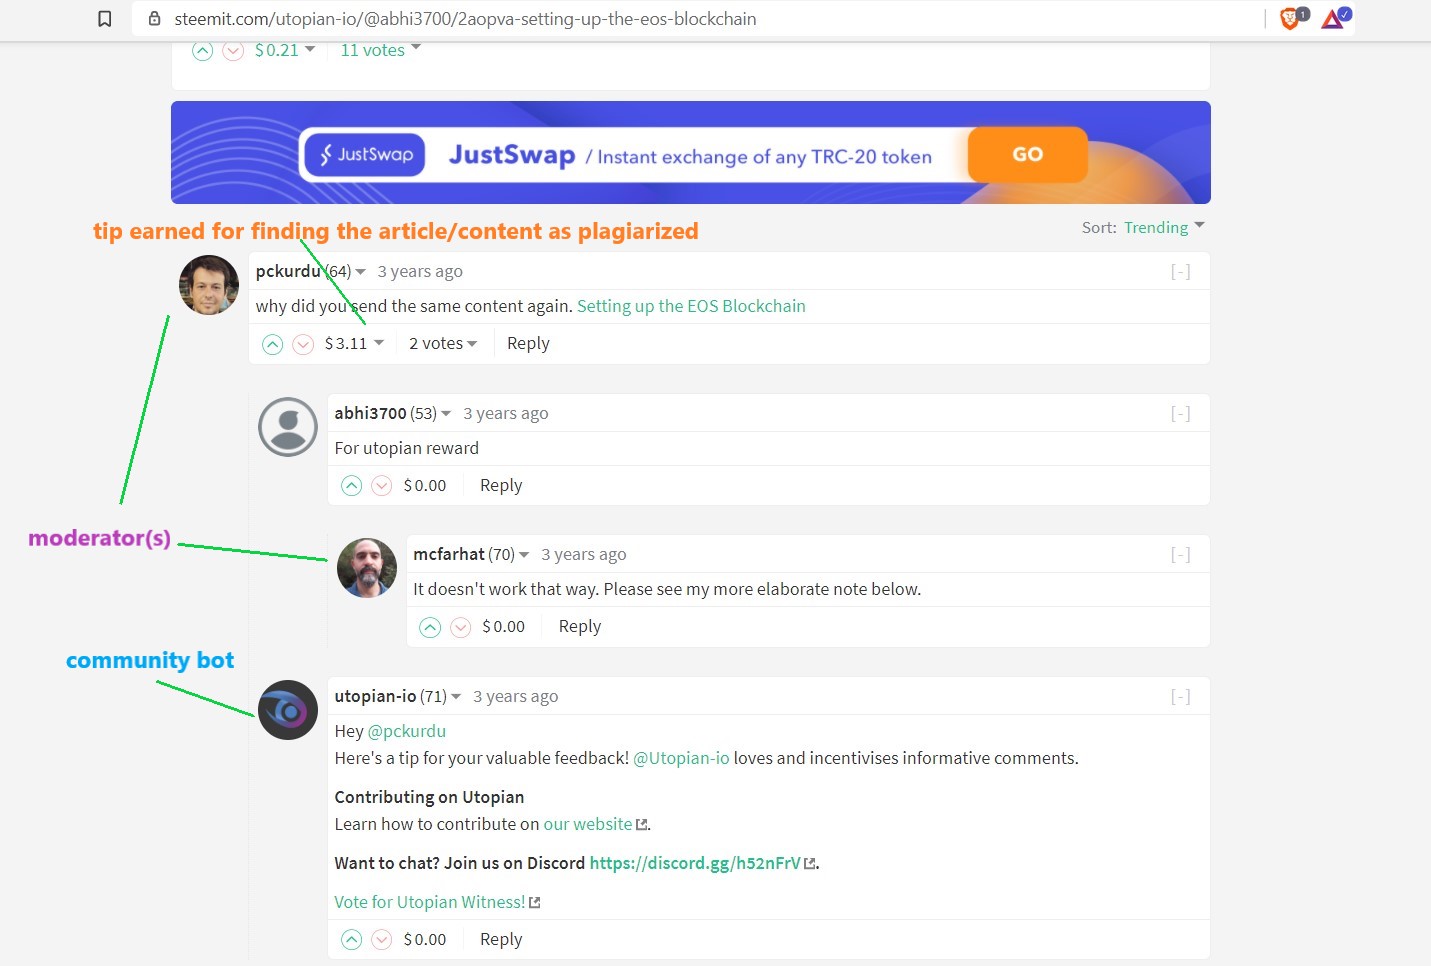 steemit.com/utopian-io/@abhi3700/2aopva-setting-up-the-eos-blockchain
1
$0.21
11 votes
JustSwap
JustSwap / Instant exchange of any TRC-20 token
GO
tip earned for finding the article/content as plagiarized
Sort: Trending
pckurdu (64) 3 years ago [-]
why did you send the same content again. Setting up the EOS Blockchain
$3.11 2 votes Reply
abhi3700 (53) 3 years ago [-]
For utopian reward
$0.00 Reply
moderator(s)
mcfarhat (70) 3 years ago [-]
It doesn't work that way. Please see my more elaborate note below.
$0.00 Reply
community bot
utopian-io (71) 3 years ago [-]
Hey @pckurdu
Here's a tip for your valuable feedback! @Utopian-io loves and incentivises informative comments.
Contributing on Utopian
Learn how to contribute on our website.
Want to chat? Join us on Discord https://discord.gg/h52nFrV.
Vote for Utopian Witness!
$0.00 Reply